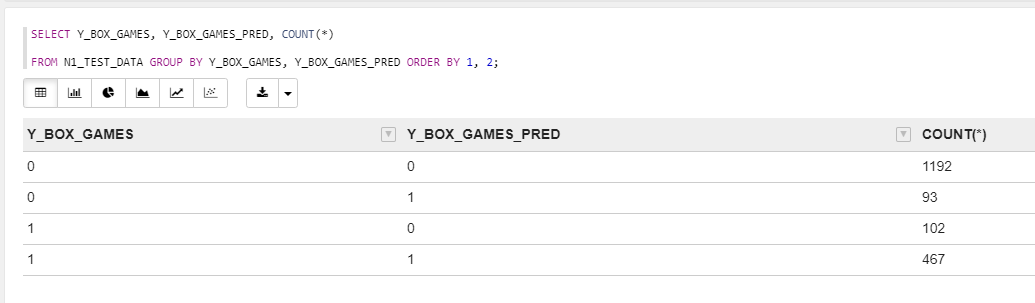 SELECT Y_BOX_GAMES, Y_BOX_GAMES_PRED, COUNT(*)
FROM N1_TEST_DATA GROUP BY Y_BOX_GAMES, Y_BOX_GAMES_PRED ORDER BY 1, 2;
Y_BOX_GAMES Y_BOX_GAMES_PRED COUNT(*)
0 0 1192
0 1 93
1 0 102
1 1 467